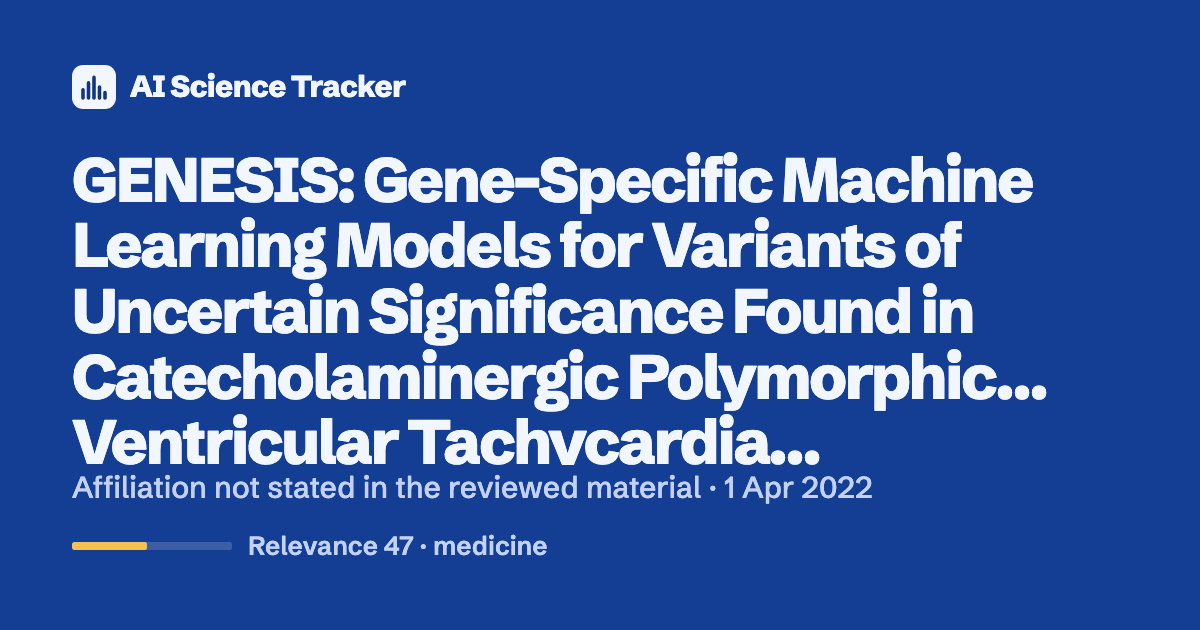 AI Science Tracker
GENESIS: Gene-Specific Machine
Learning Models for Variants of
Uncertain Significance Found in
Catecholaminergic Polymorphic...
Ventricular Tachycardia...
Affiliation not stated in the reviewed material · 1 Apr 2022
Relevance 47 · medicine